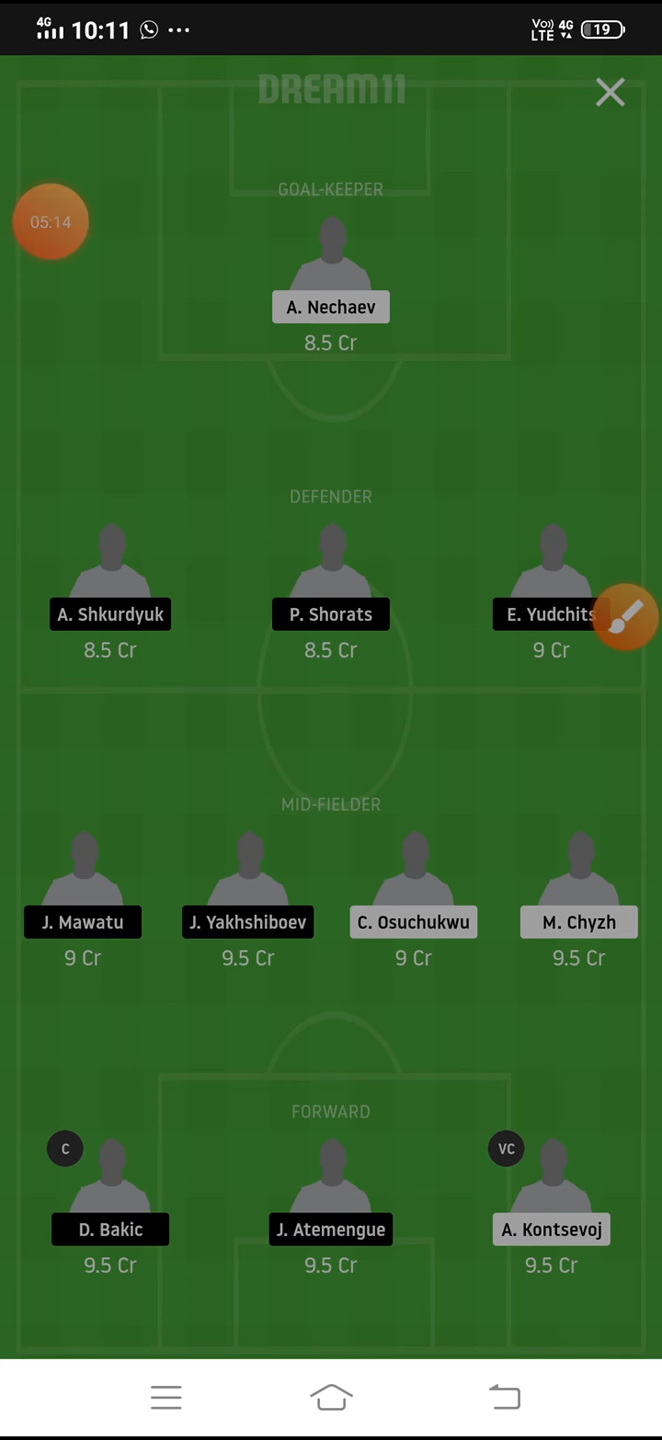 4G 10:11 ... Vo)) LTE 4G 19
DREAM11
GOAL-KEEPER
05:14
A. Nechaev
8.5 Cr
DEFENDER
A. Shkurdyuk P. Shorats E. Yudchits
8.5 Cr 8.5 Cr 9 Cr
MID-FIELDER
J. Mawatu J. Yakhshiboev C. Osuchukwu M. Chyzh
9 Cr 9.5 Cr 9 Cr 9.5 Cr
FORWARD
C VC
D. Bakic J. Atemengue A. Kontsevoj
9.5 Cr 9.5 Cr 9.5 Cr